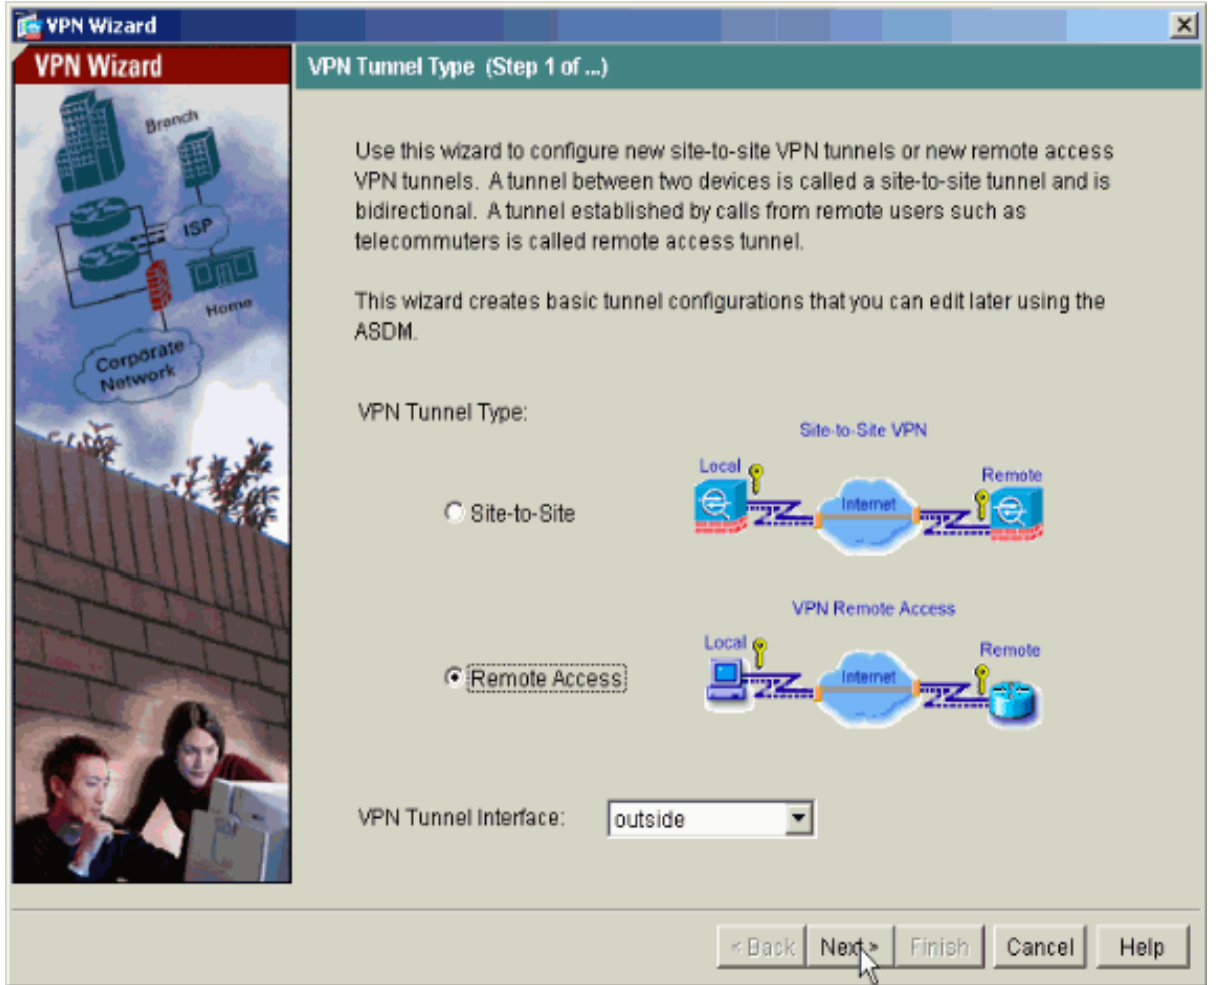 VPN Wizard
VPN Wizard
VPN Tunnel Type (Step 1 of ...)
Branch
ISP
Home
Corporate
Network
Use this wizard to configure new site-to-site VPN tunnels or new remote access
VPN tunnels. A tunnel between two devices is called a site-to-site tunnel and is
bidirectional. A tunnel established by calls from remote users such as
telecommuters is called remote access tunnel.
This wizard creates basic tunnel configurations that you can edit later using the
ASDM.
VPN Tunnel Type:
Site-to-Site VPN
Local
Remote
Internet
Site-to-Site
VPN Remote Access
Local
Remote
Internet
Remote Access
VPN Tunnel Interface:
outside
< Back
Next >
Finish
Cancel
Help